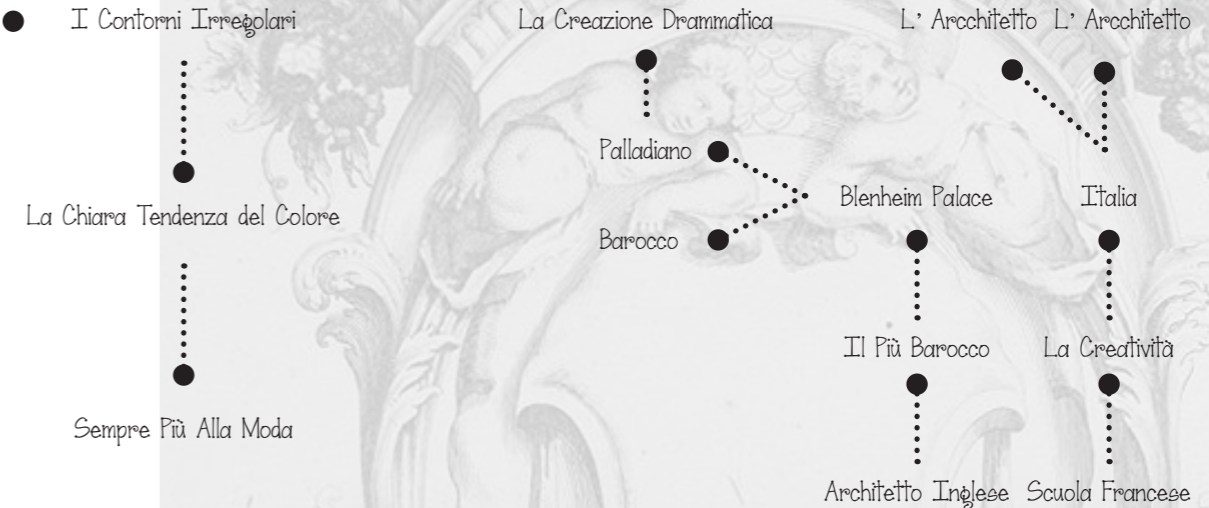 I Contorni Irregolari
La Creazione Drammatica
L' Arcchitetto L' Arcchitetto
Palladiano
Blenheim Palace
Italia
La Chiara Tendenza del Colore
Barocco
Il Più Barocco
La Creatività
Sempre Più Alla Moda
Architetto Inglese
Scuola Francese